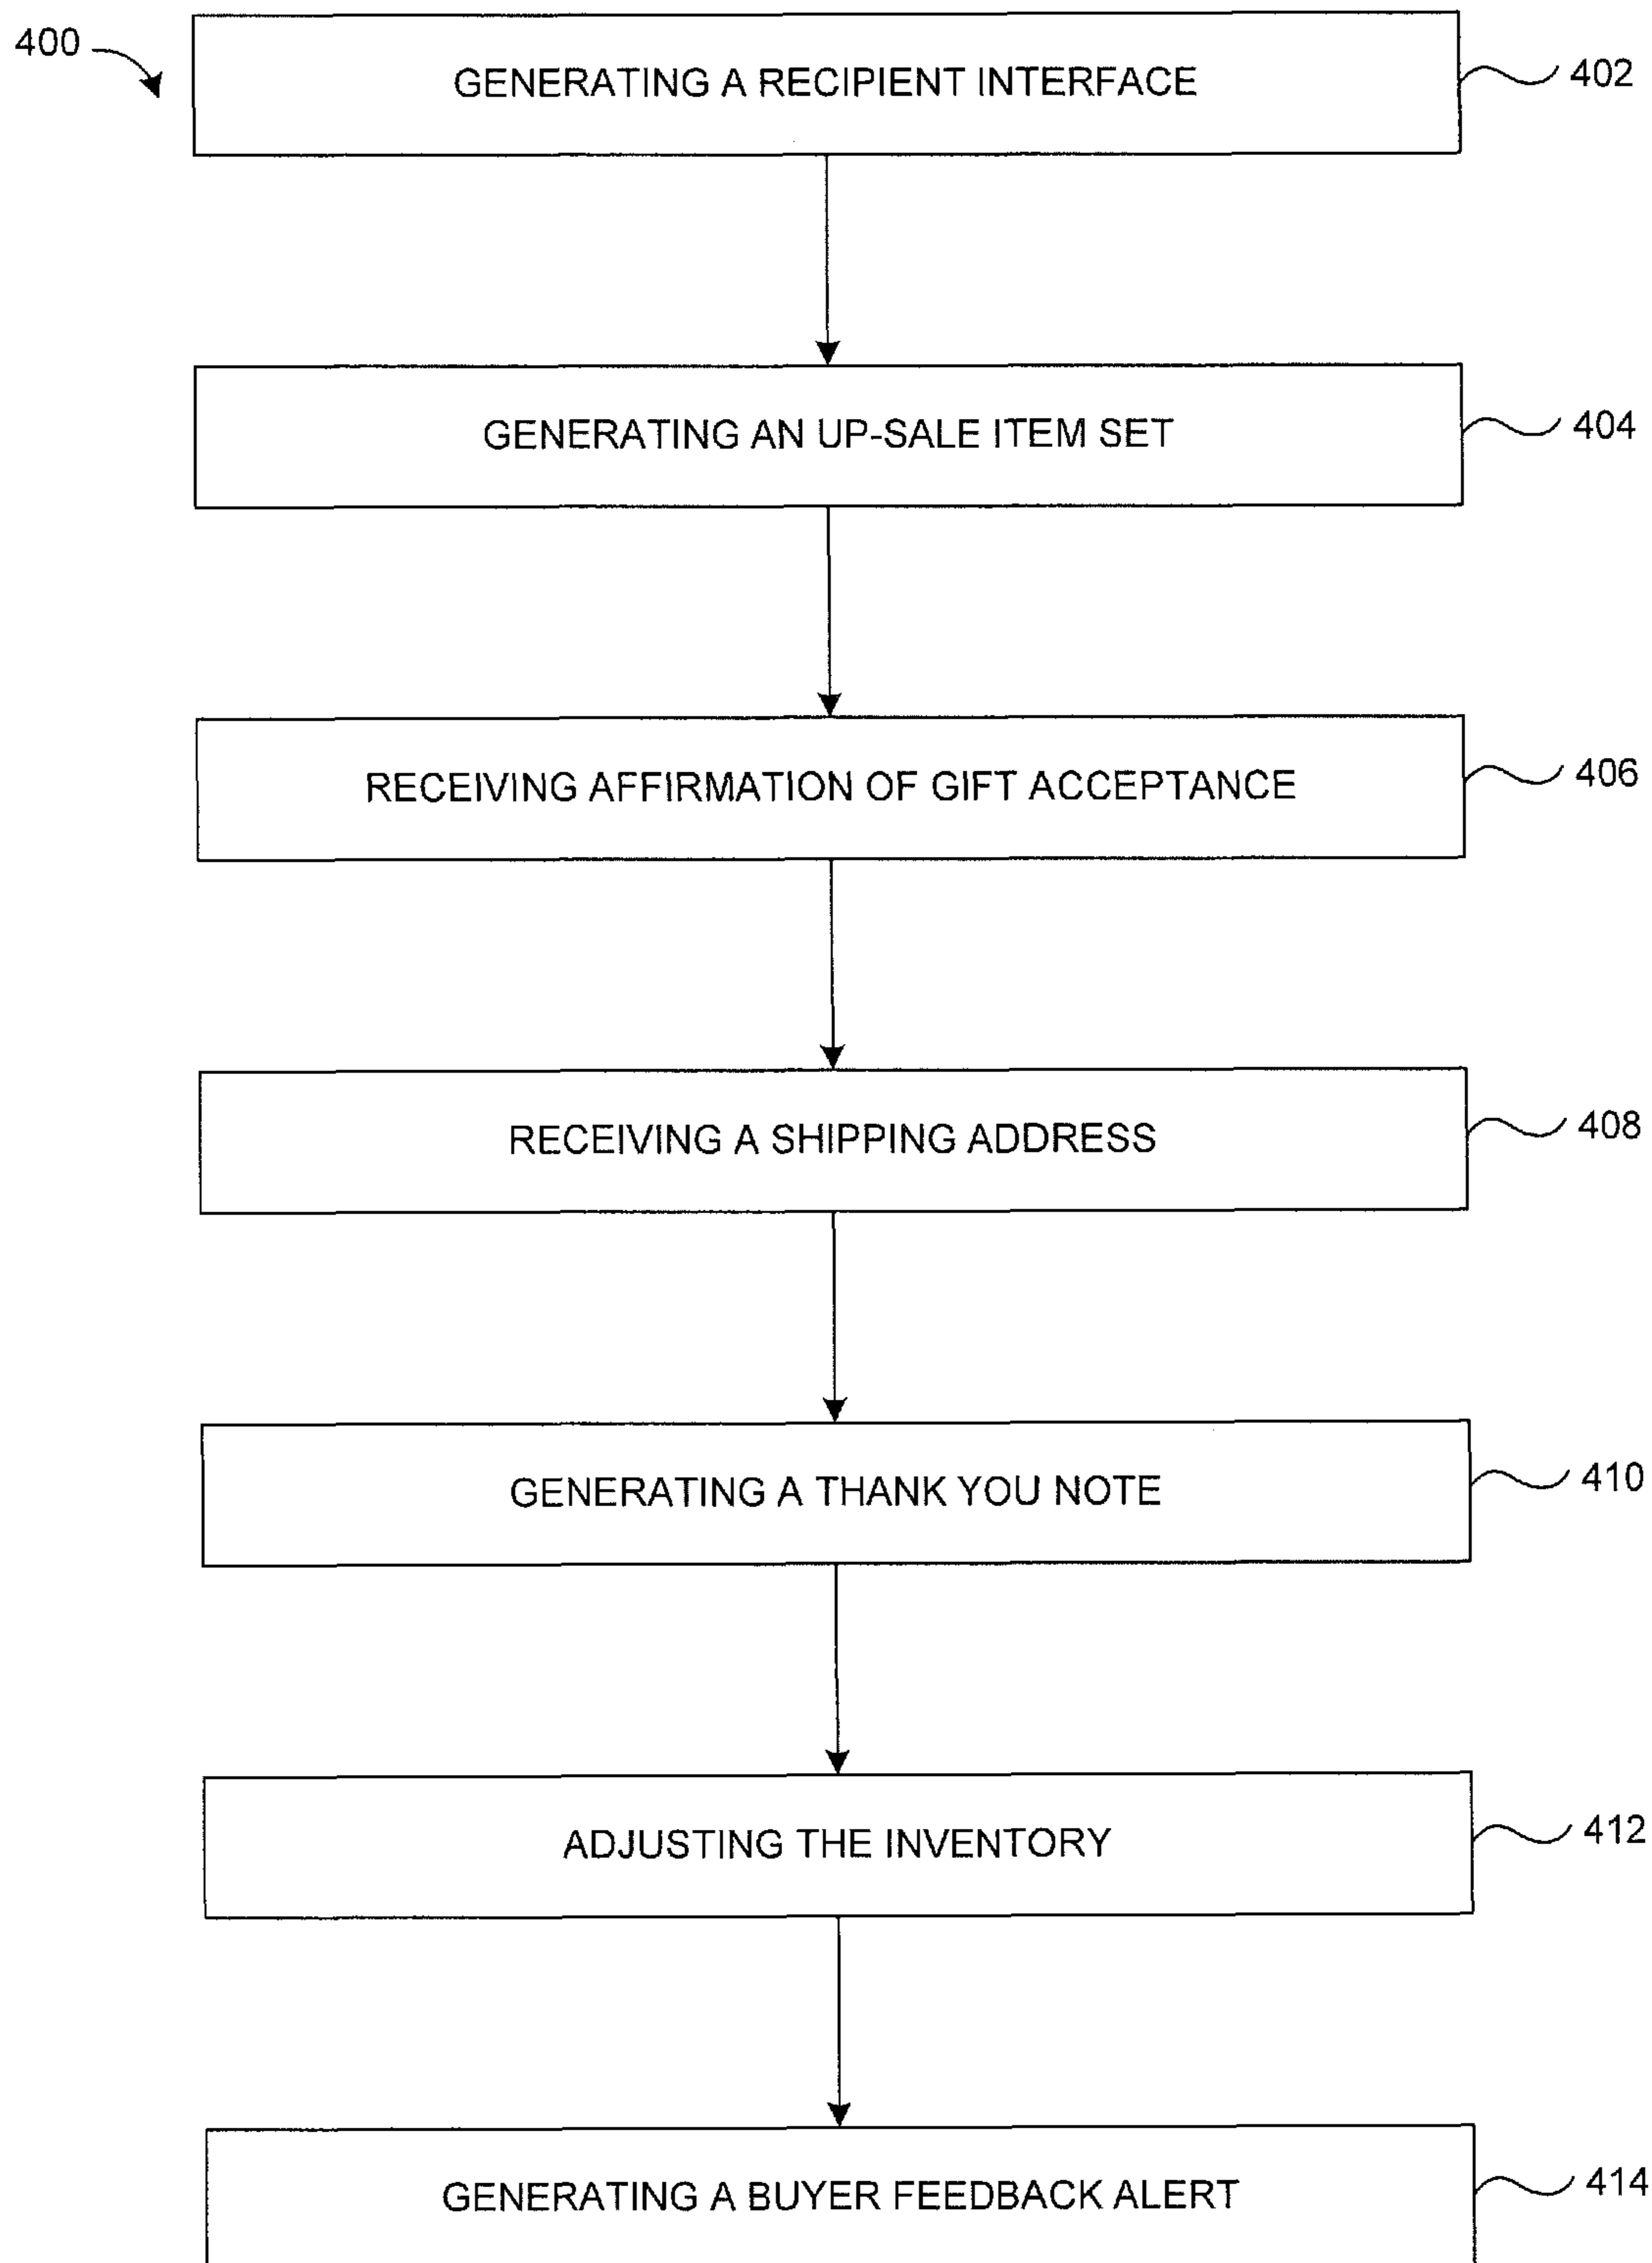 400
GENERATING A RECIPIENT INTERFACE
402
GENERATING AN UP-SALE ITEM SET
404
RECEIVING AFFIRMATION OF GIFT ACCEPTANCE
406
RECEIVING A SHIPPING ADDRESS
408
GENERATING A THANK YOU NOTE
410
ADJUSTING THE INVENTORY
412
GENERATING A BUYER FEEDBACK ALERT
414